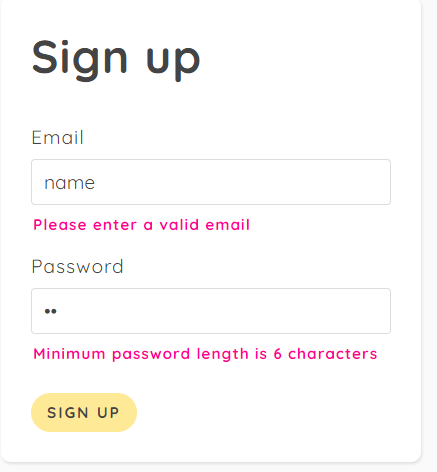 Sign up
Email
name
Please enter a valid email
Password
••
Minimum password length is 6 characters
SIGN UP